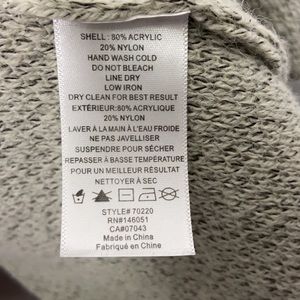 SHELL: 80% ACRYLIC
20% NYLON
HAND WASH COLD
DO NOT BLEACH
LINE DRY
LOW IRON
DRY CLEAN FOR BEST RESULT
EXTÉRIEUR: 80% ACRYLIQUE
20% NYLON
LAVER À LA MAIN À L'EAU FROIDE
NE PAS JAVELLISER
SUSPENDRE POUR SÉCHER
REPASSER À BASSE TEMPÉRATURE
POUR UN MEILLEUR RÉSULTAT
NETTOYER À SEC
STYLE# 70220
RN#146051
CA#07043
Made in China
Fabriqué en Chine